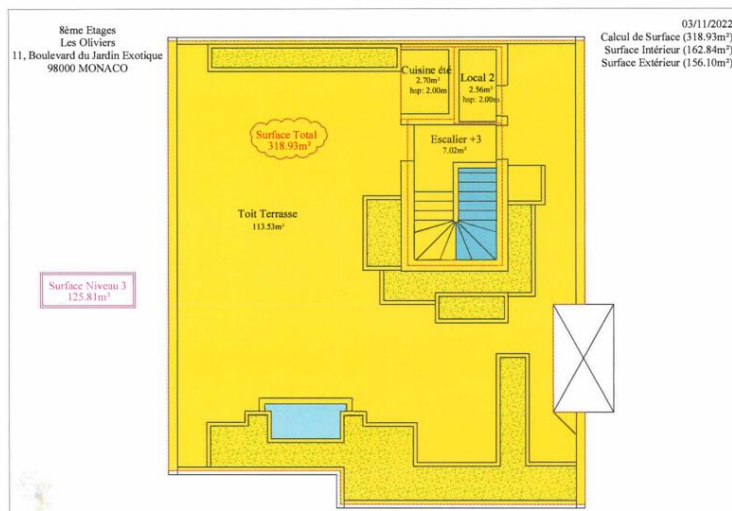 8ème Etages
Les Oliviers
11, Boulevard du Jardin Exotique
98000 MONACO
03/11/2022
Calcul de Surface (318.93m²)
Surface Intérieur (162.84m²)
Surface Extérieur (156.10m²)
Cuisine été
2.70m²
hsp: 2.00m
Local 2
2.56m²
hsp: 2.00m
Surface Total
318.93m²
Escalier +3
7.02m²
Toit Terrasse
113.53m²
Surface Niveau 3
125.81m²